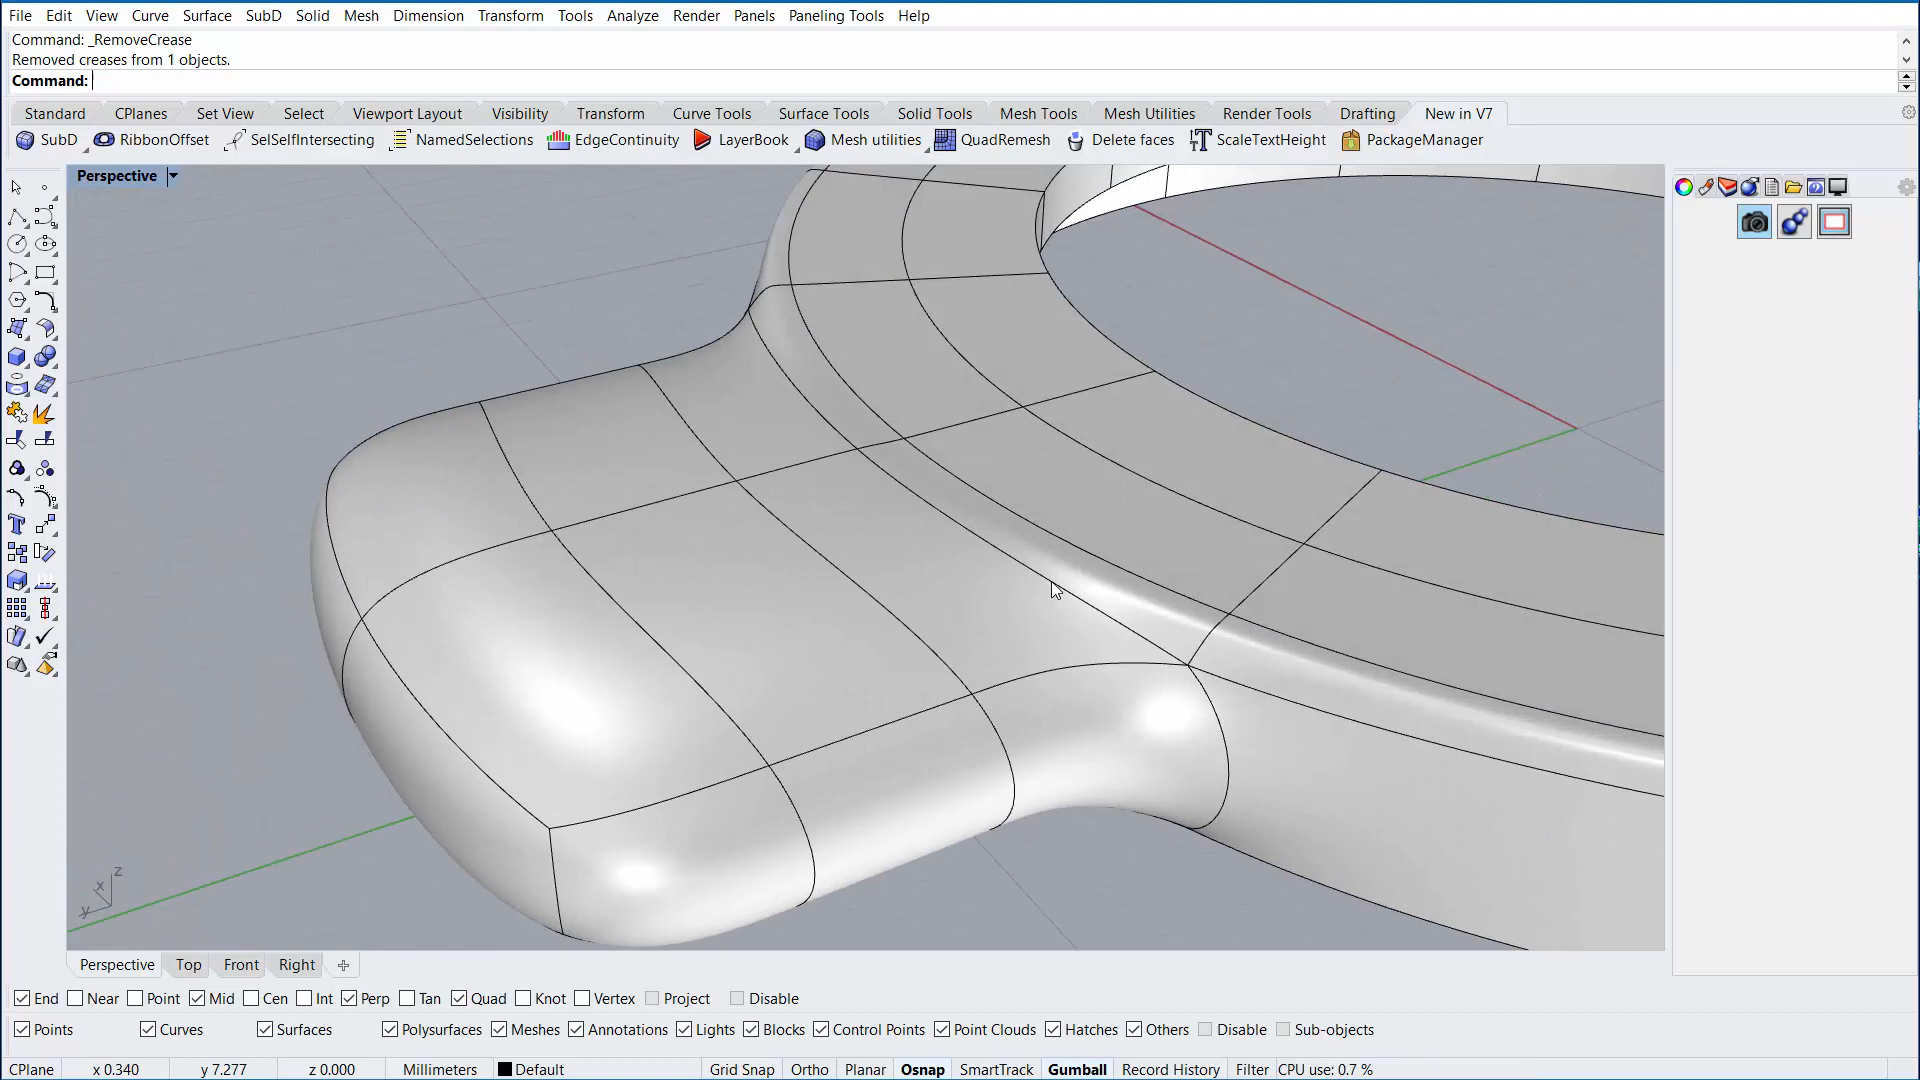 File Edit View Curve Surface SubD Solid Mesh Dimension Transform Tools Analyze Render Panels Paneling Tools Help
Command: _RemoveCrease
Removed creases from 1 objects.
Command:
Standard CPlanes Set View Select Viewport Layout Visibility Transform Curve Tools Surface Tools Solid Tools Mesh Tools Mesh Utilities Render Tools Drafting New in V7
SubD RibbonOffset SelSelfIntersecting NamedSelections EdgeContinuity LayerBook Mesh utilities QuadRemesh Delete faces ScaleTextHeight PackageManager
Perspective
z
x
y
Perspective Top Front Right
End Near Point Mid Cen Int Perp Tan Quad Knot Vertex Project Disable
Points Curves Surfaces Polysurfaces Meshes Annotations Lights Blocks Control Points Point Clouds Hatches Others Disable Sub-objects
CPlane x 0.340 y 7.277 z 0.000 Millimeters Default Grid Snap Ortho Planar Osnap SmartTrack Gumball Record History Filter CPU use: 0.7 %